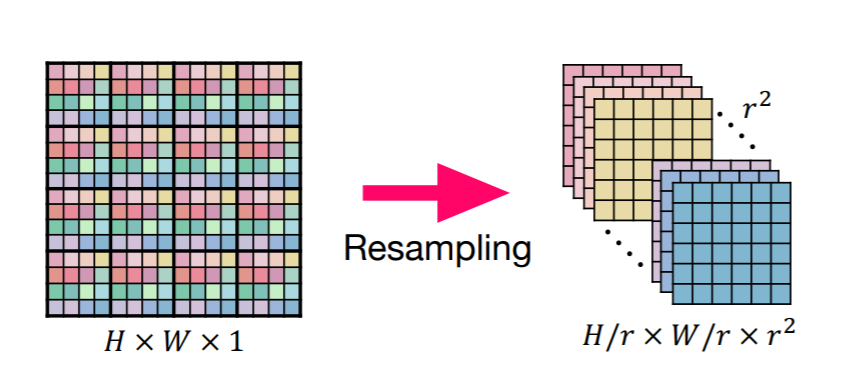 r²
Resampling
H × W × 1
H/r × W/r × r²